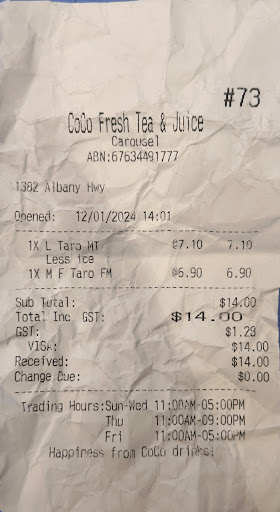 #73
CoCo Fresh Tea & Juice
Carousel
ABN:67634491777
1382 Albany Hwy
Opened: 12/01/2024 14:01
1X L Taro MT @7.10 7.10
Less ice
1X M F Taro FM @6.90 6.90
Sub Total: $14.00
Total Inc. GST: $14.00
GST: $1.28
VISA: $14.00
Received: $14.00
Change Due: $0.00
Trading Hours:Sun-Wed 11:00AM-05:00PM
Thu 11:00AM-09:00PM
Fri 11:00AM-05:00PM
Happiness from CoCo drinks!